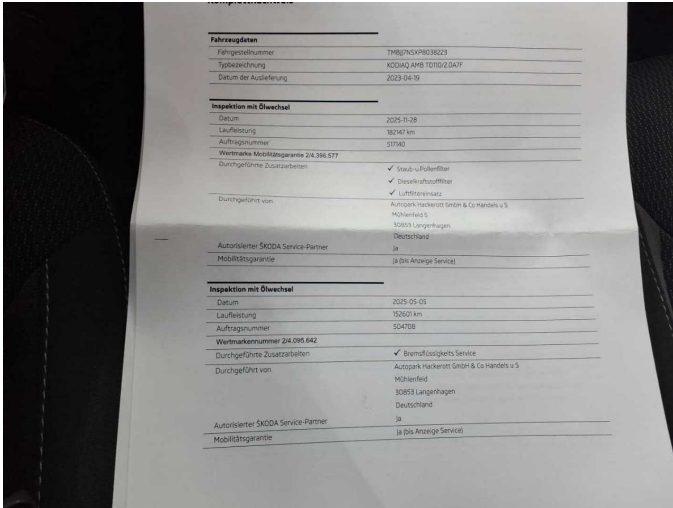 Fahrzeugdaten
Fahrgestellnummer TMBJJ7NSXP8038223
Typbezeichnung KODIAQ AMB TD110/2.0A7F
Datum der Auslieferung 2023-04-19
Inspektion mit Ölwechsel
Datum 2025-11-28
Laufleistung 182147 km
Auftragsnummer 517140
Wertmarke Mobilitätsgarantie 2/4.396.577
Durchgeführte Zusatzarbeiten ✓ Staub-u.Pollenfilter
✓ Dieselkraftstofffilter
✓ Luftfiltereinsatz
Durchgeführt von Autopark Hackerott GmbH & Co Handels u S
Mühlenfeld 5
30853 Langenhagen
Deutschland
Autorisierter ŠKODA Service-Partner ja
Mobilitätsgarantie ja (bis Anzeige Service)
Inspektion mit Ölwechsel
Datum 2025-05-05
Laufleistung 152601 km
Auftragsnummer 504708
Wertmarkennummer 2/4.095.642
Durchgeführte Zusatzarbeiten ✓ Bremsflüssigkeits Service
Durchgeführt von Autopark Hackerott GmbH & Co Handels u S
Mühlenfeld
30853 Langenhagen
Deutschland
Autorisierter ŠKODA Service-Partner ja
Mobilitätsgarantie ja (bis Anzeige Service)